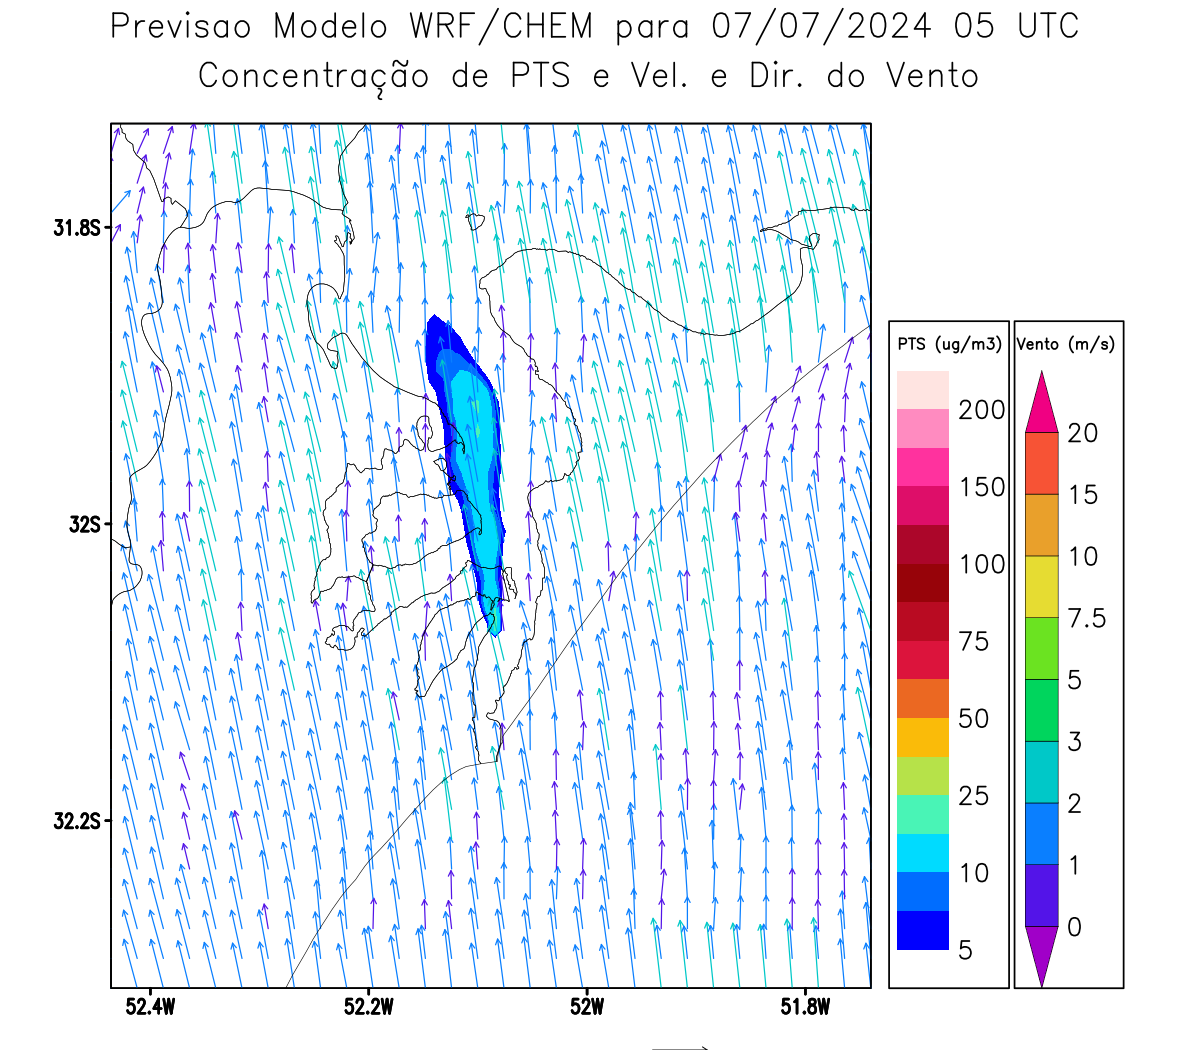 Previsao Modelo WRF/CHEM para 07/07/2024 05 UTC
Concentração de PTS e Vel. e Dir. do Vento
31.8S
32S
32.2S
52.4W 52.2W 52W 51.8W
PTS (ug/m3)
200
150
100
75
50
25
10
5
Vento (m/s)
20
15
10
7.5
5
3
2
1
0